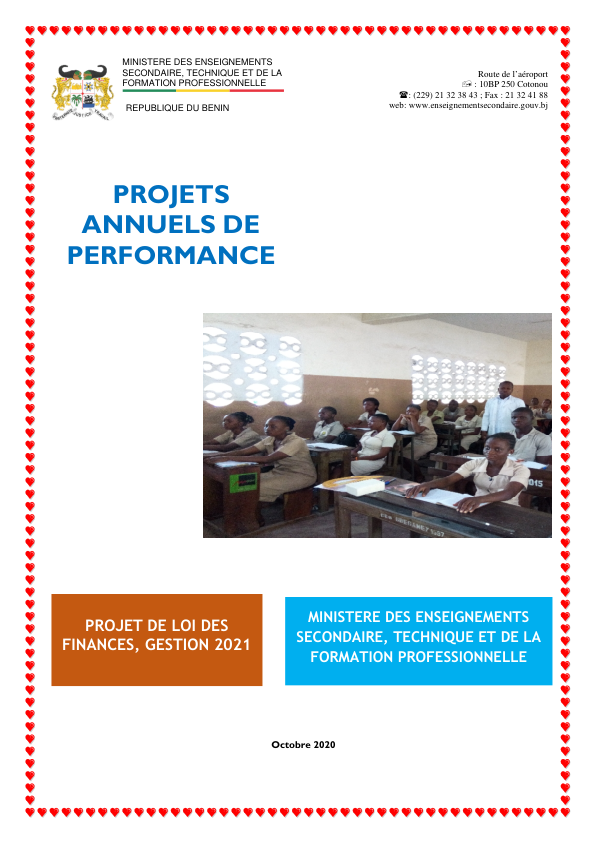 MINISTERE DES ENSEIGNEMENTS
SECONDAIRE, TECHNIQUE ET DE LA
FORMATION PROFESSIONNELLE
REPUBLIQUE DU BENIN
Route de l’aéroport
: 10BP 250 Cotonou
☎: (229) 21 32 38 43 ; Fax : 21 32 41 88
web: www.enseignementsecondaire.gouv.bj
PROJETS
ANNUELS DE
PERFORMANCE
PROJET DE LOI DES
FINANCES, GESTION 2021
MINISTERE DES ENSEIGNEMENTS
SECONDAIRE, TECHNIQUE ET DE LA
FORMATION PROFESSIONNELLE
Octobre 2020